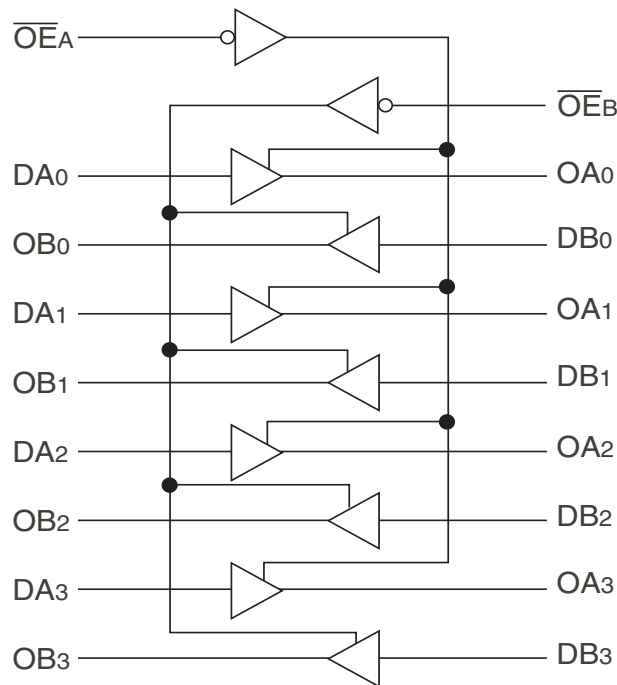 OEA
OEB
DA0 OA0
OB0 DB0
DA1 OA1
OB1 DB1
DA2 OA2
OB2 DB2
DA3 OA3
OB3 DB3